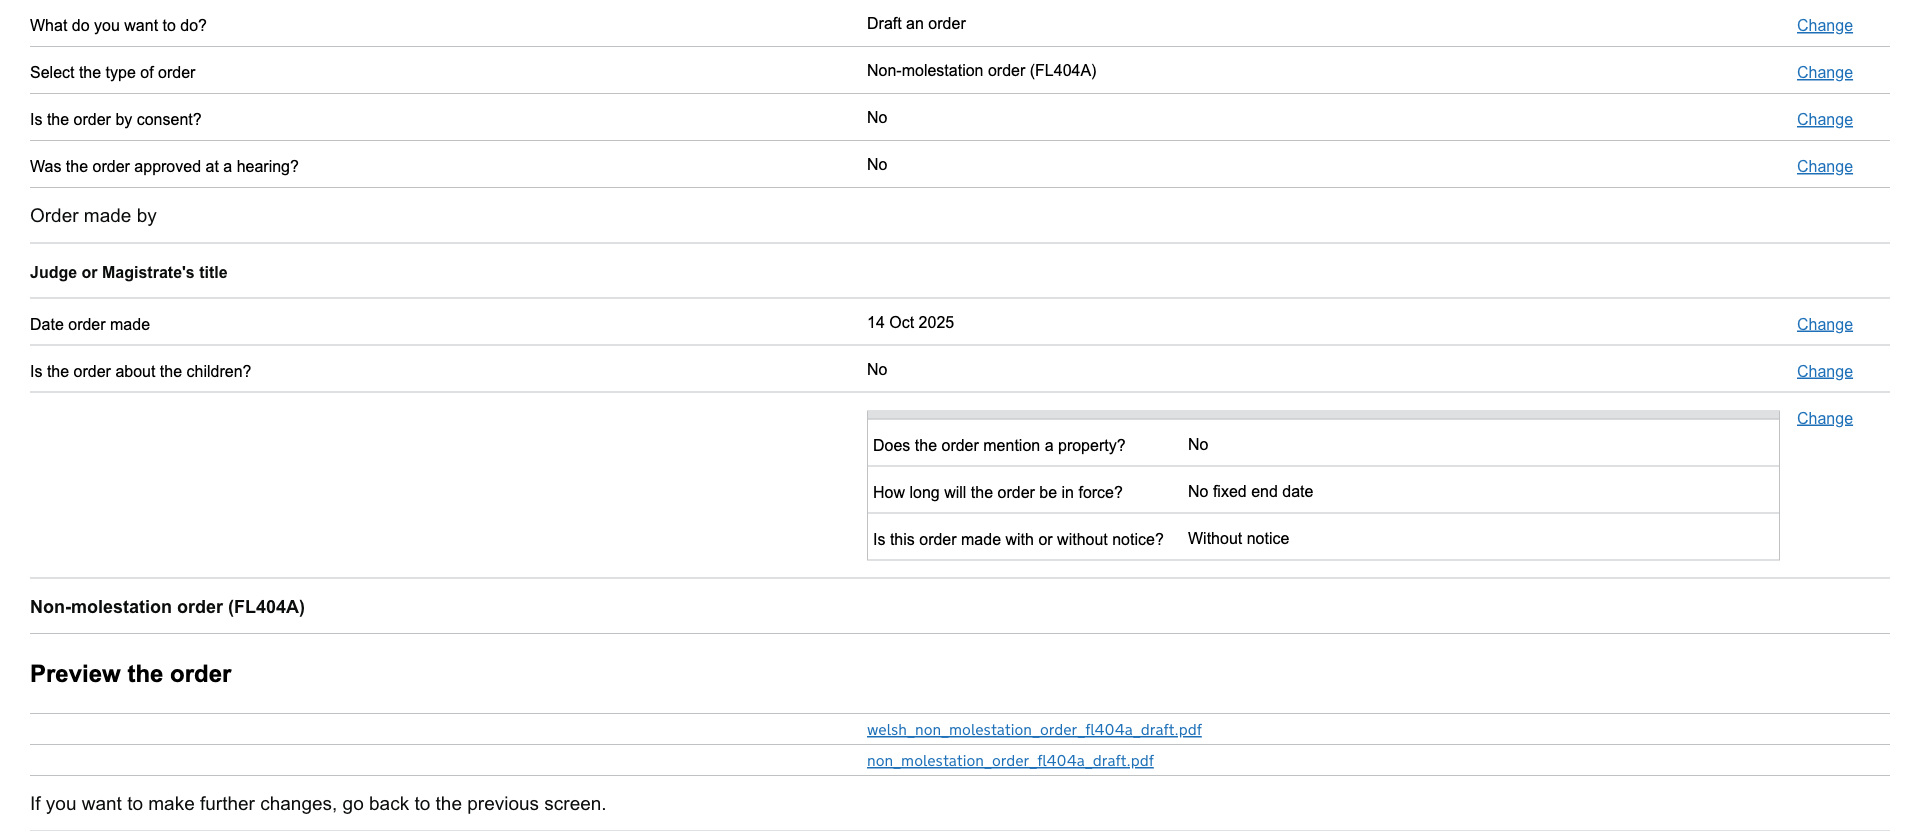 What do you want to do? Draft an order Change
Select the type of order Non-molestation order (FL404A) Change
Is the order by consent? No Change
Was the order approved at a hearing? No Change
Order made by
Judge or Magistrate's title
Date order made 14 Oct 2025 Change
Is the order about the children? No Change
Change
Does the order mention a property? No
How long will the order be in force? No fixed end date
Is this order made with or without notice? Without notice
Non-molestation order (FL404A)
Preview the order
welsh_non_molestation_order_fl404a_draft.pdf
non_molestation_order_fl404a_draft.pdf
If you want to make further changes, go back to the previous screen.